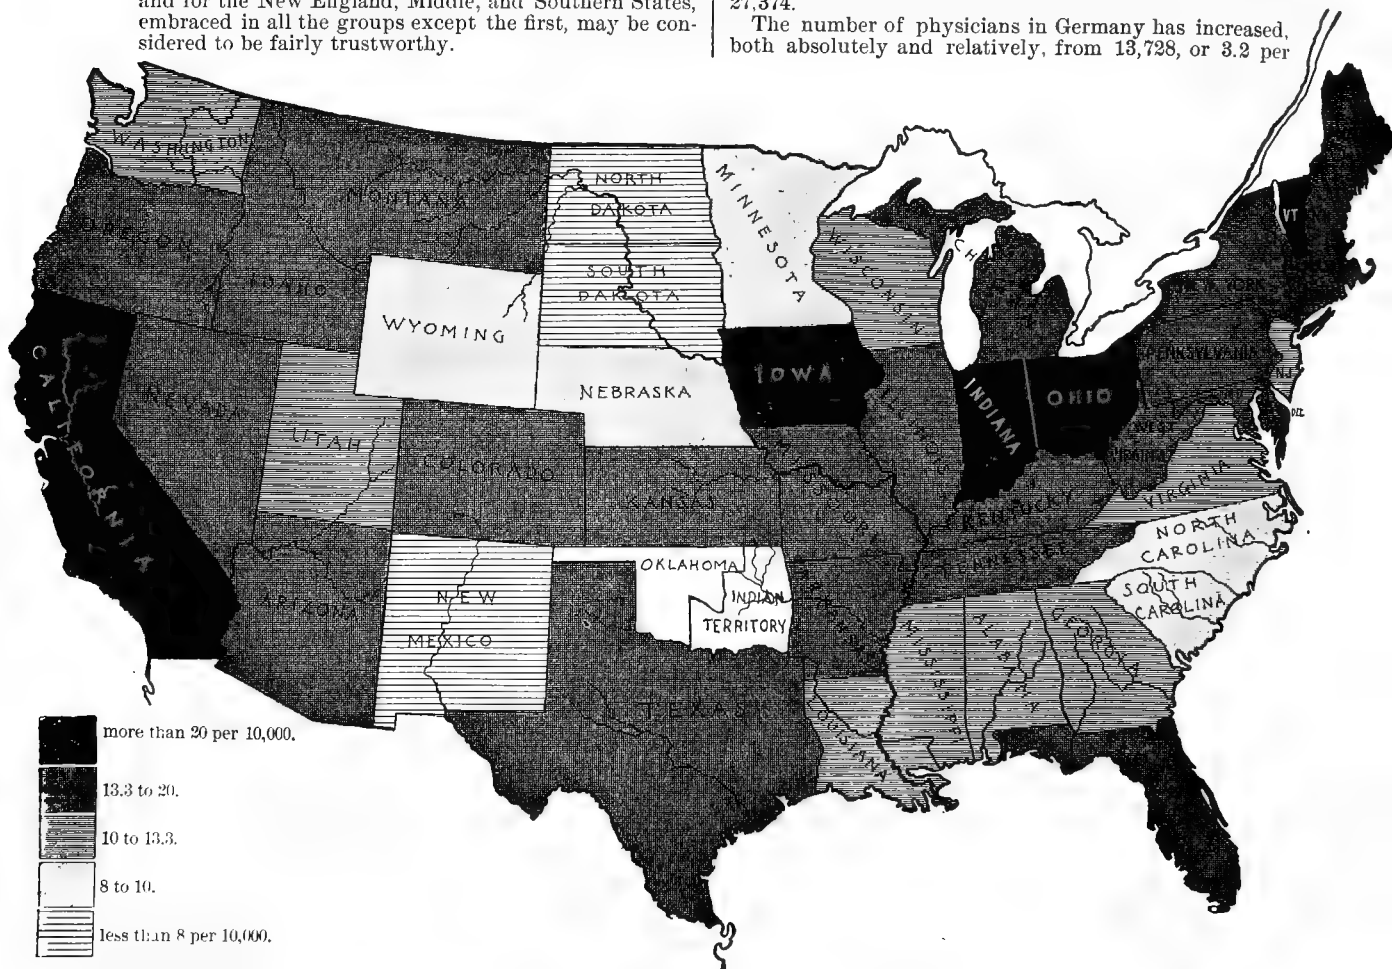 and for the New England, Middle, and Southern States,
embraced in all the groups except the first, may be con-
sidered to be fairly trustworthy.
27,374.
The number of physicians in Germany has increased,
both absolutely and relatively, from 13,728, or 3.2 per
WASHINGTON
OREGON
MONTANA
IDAHO
NORTH
DAKOTA
SOUTH
DAKOTA
MINNESOTA
WISCONSIN
VT
WYOMING
NEBRASKA
IOWA
ILLINOIS
INDIANA
OHIO
PENNSYLVANIA
N.J.
DEL
CALIFORNIA
NEVADA
UTAH
COLORADO
KANSAS
MISSOURI
KENTUCKY
WEST
VIRGINIA
NORTH
CAROLINA
SOUTH
CAROLINA
TENNESSEE
ARIZONA
NEW
MEXICO
OKLAHOMA
INDIAN
TERRITORY
ARKANSAS
TEXAS
LOUISIANA
MISSISSIPPI
ALABAMA
GEORGIA
more than 20 per 10,000.
13.3 to 20.
10 to 13.3.
8 to 10.
less than 8 per 10,000.